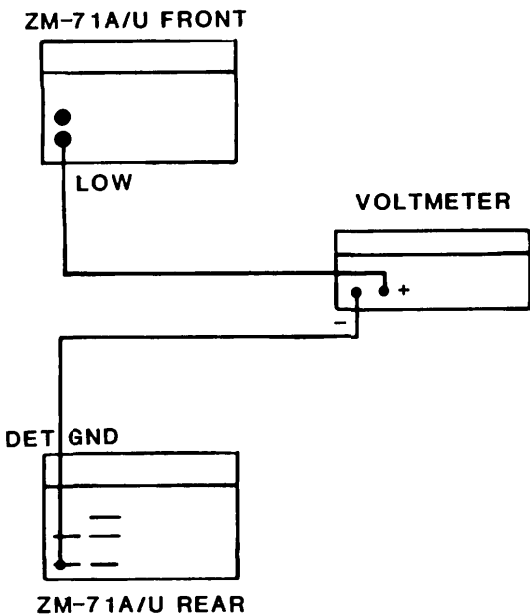 ZM-71A/U FRONT
LOW
VOLTMETER
+
−
DET GND
ZM-71A/U REAR